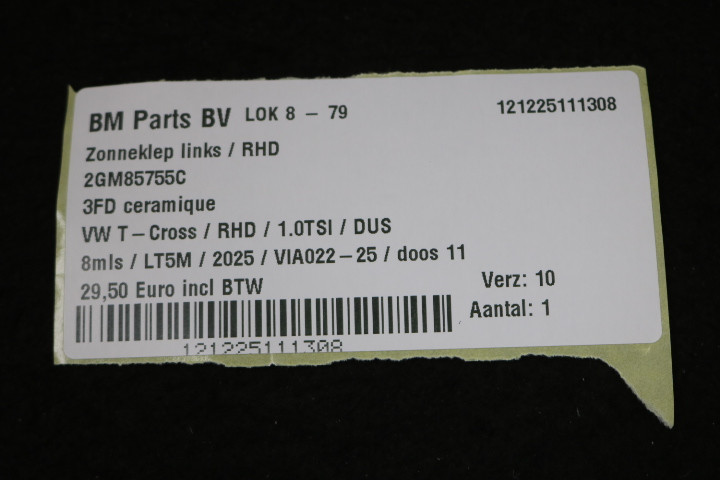 BM Parts BV LOK 8 - 79 121225111308
Zonneklep links / RHD
2GM85755C
3FD ceramique
VW T-Cross / RHD / 1.0TSI / DUS
8mls / LT5M / 2025 / VIA022-25 / doos 11
29,50 Euro incl BTW Verz: 10
Aantal: 1
121225111308